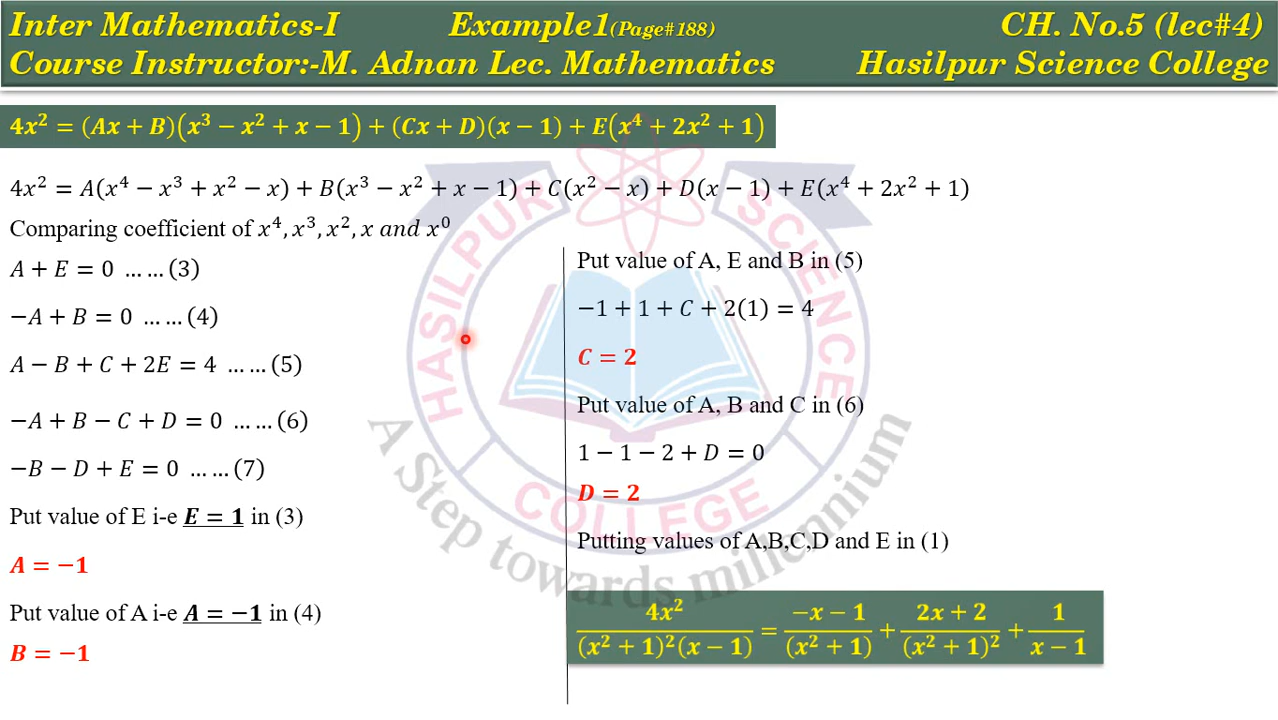 Inter Mathematics-I Example1(Page#188) CH. No.5 (lec#4)
Course Instructor:-M. Adnan Lec. Mathematics Hasilpur Science College
4x² = (Ax + B)(x³ − x² + x − 1) + (Cx + D)(x − 1) + E(x⁴ + 2x² + 1)
4x² = A(x⁴ − x³ + x² − x) + B(x³ − x² + x − 1) + C(x² − x) + D(x − 1) + E(x⁴ + 2x² + 1)
Comparing coefficient of x⁴, x³, x², x and x⁰
A + E = 0 … … (3)
−A + B = 0 … … (4)
A − B + C + 2E = 4 … … (5)
−A + B − C + D = 0 … … (6)
−B − D + E = 0 … … (7)
Put value of E i-e E = 1 in (3)
A = −1
Put value of A i-e A = −1 in (4)
B = −1
Put value of A, E and B in (5)
−1 + 1 + C + 2(1) = 4
C = 2
Put value of A, B and C in (6)
1 − 1 − 2 + D = 0
D = 2
Putting values of A,B,C,D and E in (1)
4x² / (x² + 1)²(x − 1) = −x − 1 / (x² + 1) + 2x + 2 / (x² + 1)² + 1 / x − 1
HASILPUR SCIENCE COLLEGE
A Step towards millennium